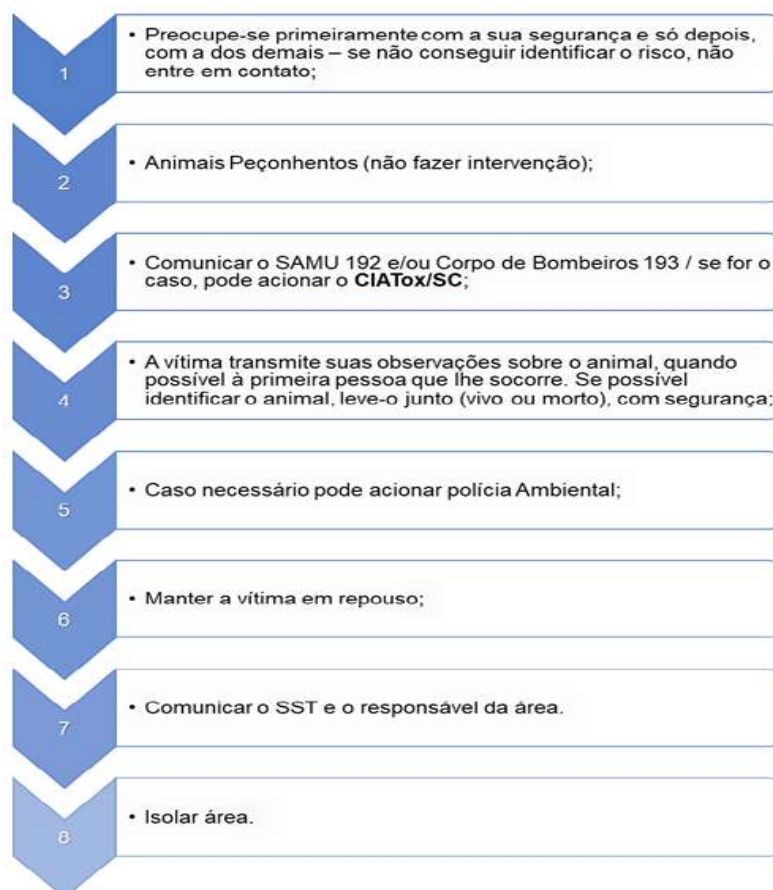 1
• Preocupe-se primeiramente com a sua segurança e só depois,
com a dos demais – se não conseguir identificar o risco, não
entre em contato;
2
• Animais Peçonhentos (não fazer intervenção);
3
• Comunicar o SAMU 192 e/ou Corpo de Bombeiros 193 / se for o
caso, pode acionar o CIATox/SC;
4
• A vítima transmite suas observações sobre o animal, quando
possível à primeira pessoa que lhe socorre. Se possível
identificar o animal, leve-o junto (vivo ou morto), com segurança;
5
• Caso necessário pode acionar polícia Ambiental;
6
• Manter a vítima em repouso;
7
• Comunicar o SST e o responsável da área.
8
• Isolar área.